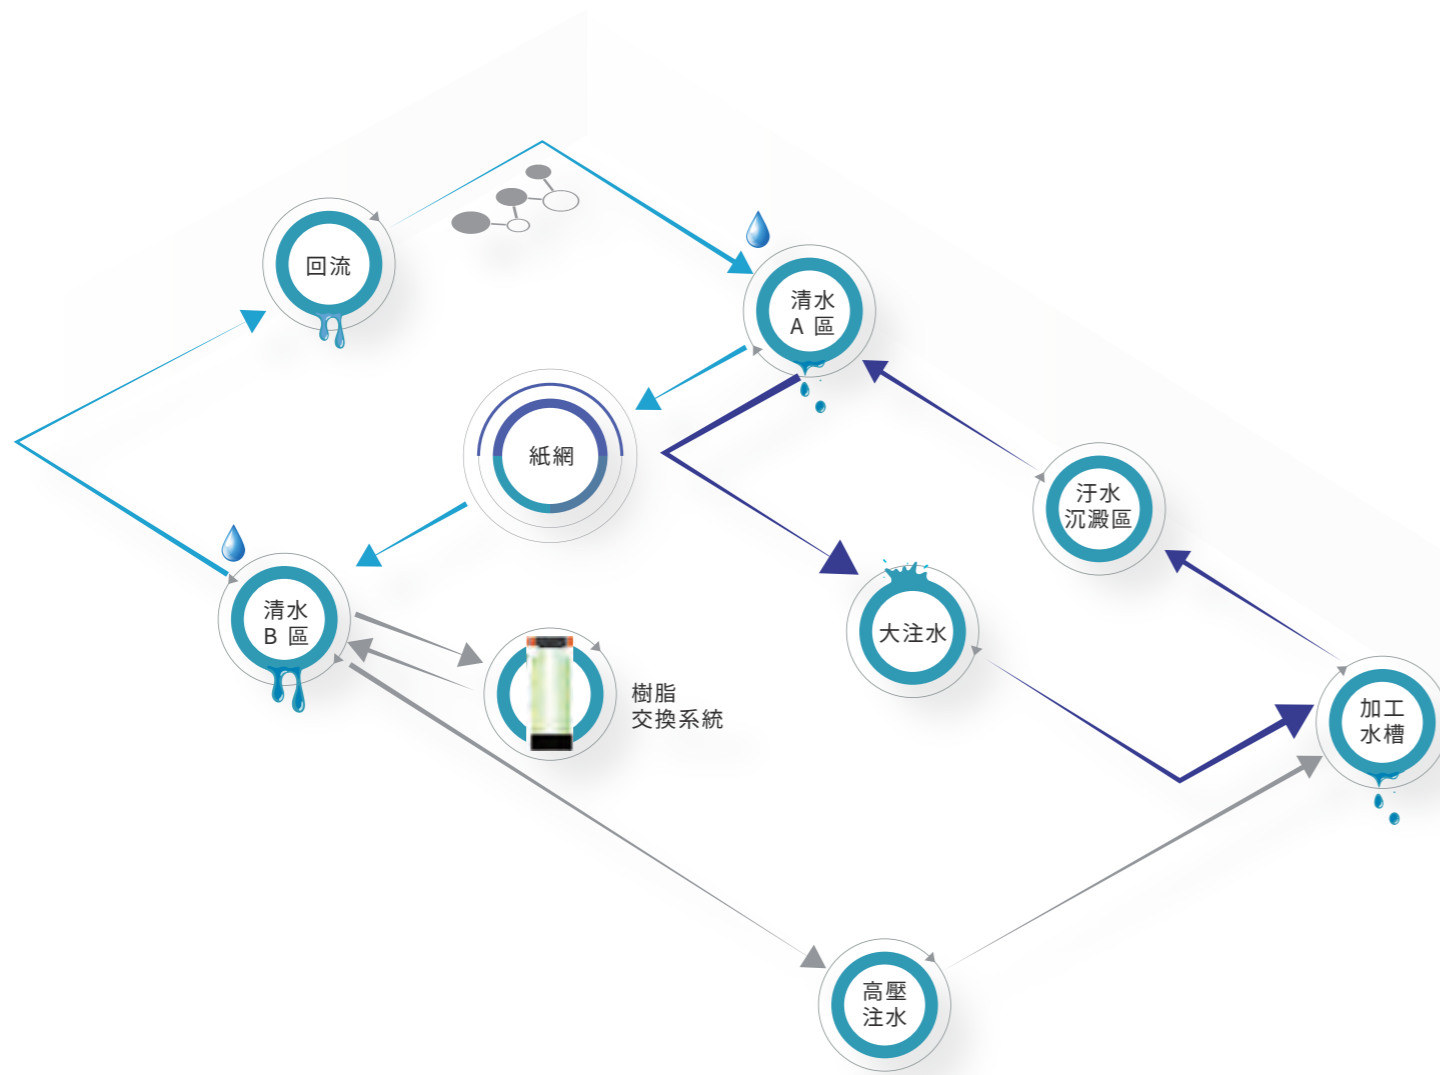 回流
清水
A 區
紙網
汙水
沉澱區
清水
B 區
大注水
樹脂
交換系統
加工
水槽
高壓
注水